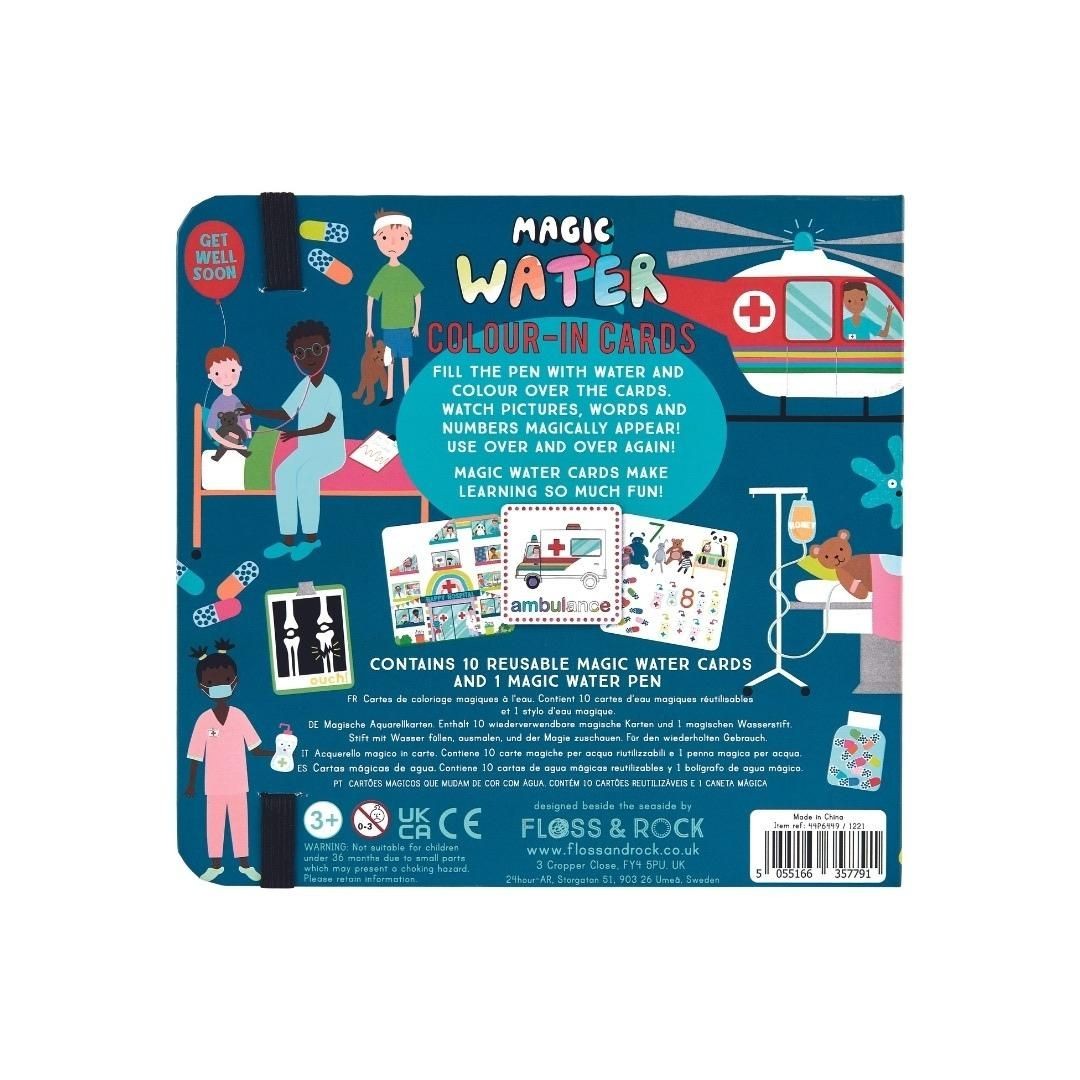 GET
WELL
SOON
MAGIC
WATER
COLOUR-IN CARDS
FILL THE PEN WITH WATER AND
COLOUR OVER THE CARDS.
WATCH PICTURES, WORDS AND
NUMBERS MAGICALLY APPEAR!
USE OVER AND OVER AGAIN!
MAGIC WATER CARDS MAKE
LEARNING SO MUCH FUN!
HONEY
HAPPY HOSPITAL
ambulance
7
8
ouch!
CONTAINS 10 REUSABLE MAGIC WATER CARDS
AND 1 MAGIC WATER PEN
FR Cartes de coloriage magiques à l'eau. Contient 10 cartes d'eau magiques réutilisables
et 1 stylo d'eau magique.
DE Magische Aquarellkarten. Enthält 10 wiederverwendbare magische Karten und 1 magischen Wasserstift.
Stift mit Wasser füllen, ausmalen, und der Magie zuschauen. Für den wiederholten Gebrauch.
IT Acquerello magico in carte. Contiene 10 carte magiche per acqua riutilizzabili e 1 penna magica per acqua.
ES Cartas mágicas de agua. Contiene 10 cartas de agua mágicas reutilizables y 1 bolígrafo de agua mágico.
PT CARTÕES MAGICOS QUE MUDAM DE COR COM ÁGUA. CONTÉM 10 CARTÕES REUTILIZÁVEIS E 1 CANETA MÁGICA
3+
0-3
UK
CA CE
WARNING: Not suitable for children
under 36 months due to small parts
which may present a choking hazard.
Please retain information.
designed beside the seaside by
FLOSS & ROCK
www.flossandrock.co.uk
3 Cropper Close, FY4 5PU. UK
24hour-AR, Storgatan 51, 903 26 Umeå, Sweden
Made in China
Item ref: 44P6449 / 1221
5 055166 357791